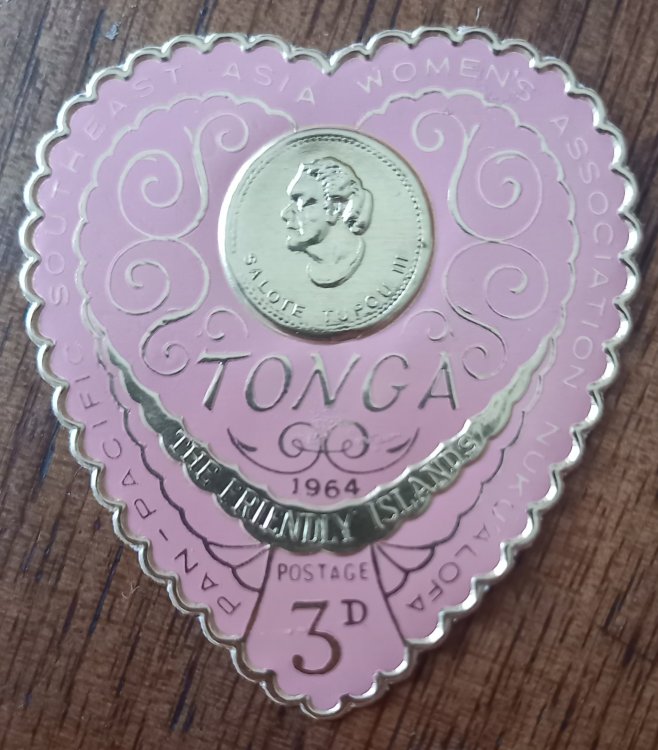 PAN-PACIFIC SOUTHEAST ASIA WOMEN'S ASSOCIATION NUKU'ALOFA
SALOTE TUPOU III
TONGA
1964
THE FRIENDLY ISLANDS
POSTAGE
3D